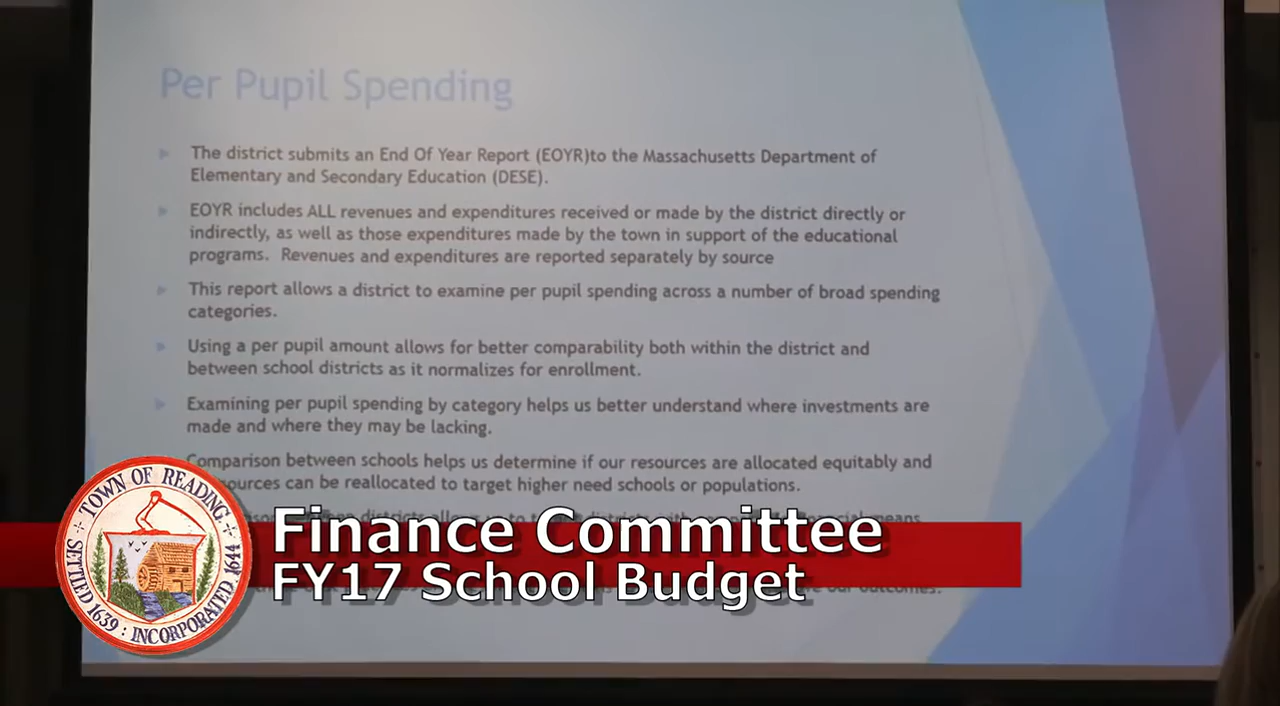 Per Pupil Spending
The district submits an End Of Year Report (EOYR)to the Massachusetts Department of
Elementary and Secondary Education (DESE).
EOYR includes ALL revenues and expenditures received or made by the district directly or
indirectly, as well as those expenditures made by the town in support of the educational
programs. Revenues and expenditures are reported separately by source
This report allows a district to examine per pupil spending across a number of broad spending
categories.
Using a per pupil amount allows for better comparability both within the district and
between school districts as it normalizes for enrollment.
Examining per pupil spending by category helps us better understand where investments are
made and where they may be lacking.
Comparison between schools helps us determine if our resources are allocated equitably and
can be reallocated to target higher need schools or populations.
means
our outcomes.
TOWN OF READING
SETTLED 1639 : INCORPORATED 1644
Finance Committee
FY17 School Budget